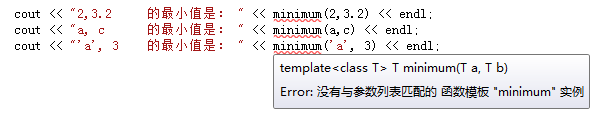 cout << "2,3.2    的最小值是： " << minimum(2,3.2) << endl;
cout << "a, c     的最小值是： " << minimum(a,c) << endl;
cout << "'a', 3   的最小值是： " << minimum('a', 3) << endl;
template<class T> T minimum(T a, T b)
Error: 没有与参数列表匹配的 函数模板 "minimum" 实例